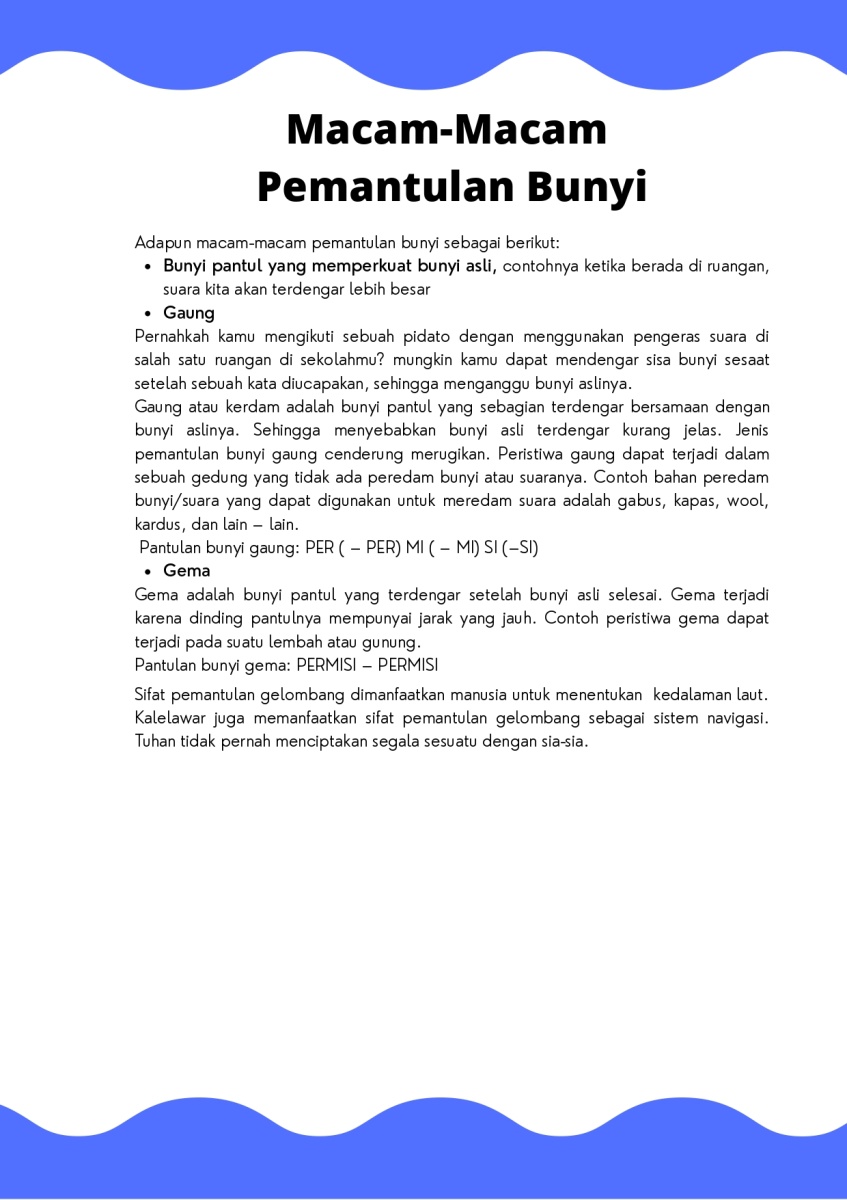 Macam-Macam
Pemantulan Bunyi
Adapun macam-macam pemantulan bunyi sebagai berikut:
• Bunyi pantul yang memperkuat bunyi asli, contohnya ketika berada di ruangan,
suara kita akan terdengar lebih besar
• Gaung
Pernahkah kamu mengikuti sebuah pidato dengan menggunakan pengeras suara di
salah satu ruangan di sekolahmu? mungkin kamu dapat mendengar sisa bunyi sesaat
setelah sebuah kata diucapakan, sehingga menganggu bunyi aslinya.
Gaung atau kerdam adalah bunyi pantul yang sebagian terdengar bersamaan dengan
bunyi aslinya. Sehingga menyebabkan bunyi asli terdengar kurang jelas. Jenis
pemantulan bunyi gaung cenderung merugikan. Peristiwa gaung dapat terjadi dalam
sebuah gedung yang tidak ada peredam bunyi atau suaranya. Contoh bahan peredam
bunyi/suara yang dapat digunakan untuk meredam suara adalah gabus, kapas, wool,
kardus, dan lain – lain.
Pantulan bunyi gaung: PER ( – PER) MI ( – MI) SI (–SI)
• Gema
Gema adalah bunyi pantul yang terdengar setelah bunyi asli selesai. Gema terjadi
karena dinding pantulnya mempunyai jarak yang jauh. Contoh peristiwa gema dapat
terjadi pada suatu lembah atau gunung.
Pantulan bunyi gema: PERMISI – PERMISI
Sifat pemantulan gelombang dimanfaatkan manusia untuk menentukan kedalaman laut.
Kalelawar juga memanfaatkan sifat pemantulan gelombang sebagai sistem navigasi.
Tuhan tidak pernah menciptakan segala sesuatu dengan sia-sia.